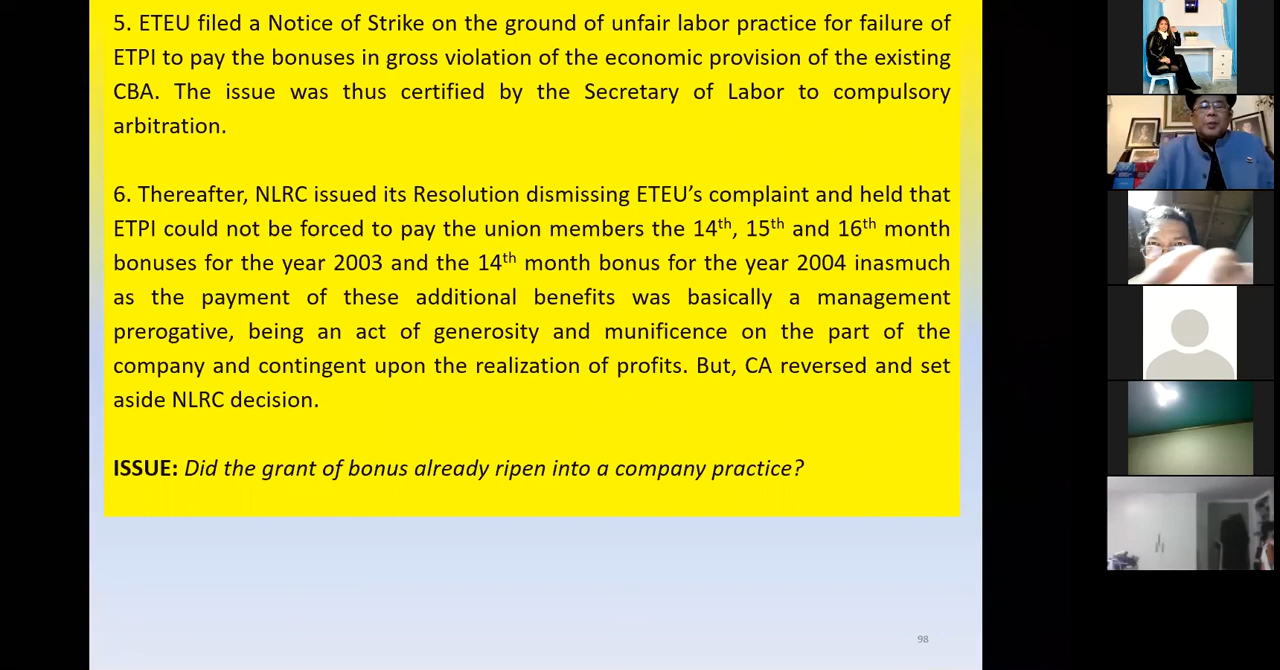 5. ETEU filed a Notice of Strike on the ground of unfair labor practice for failure of
ETPI to pay the bonuses in gross violation of the economic provision of the existing
CBA. The issue was thus certified by the Secretary of Labor to compulsory
arbitration.
6. Thereafter, NLRC issued its Resolution dismissing ETEU’s complaint and held that
ETPI could not be forced to pay the union members the 14th, 15th and 16th month
bonuses for the year 2003 and the 14th month bonus for the year 2004 inasmuch
as the payment of these additional benefits was basically a management
prerogative, being an act of generosity and munificence on the part of the
company and contingent upon the realization of profits. But, CA reversed and set
aside NLRC decision.
ISSUE: Did the grant of bonus already ripen into a company practice?
98